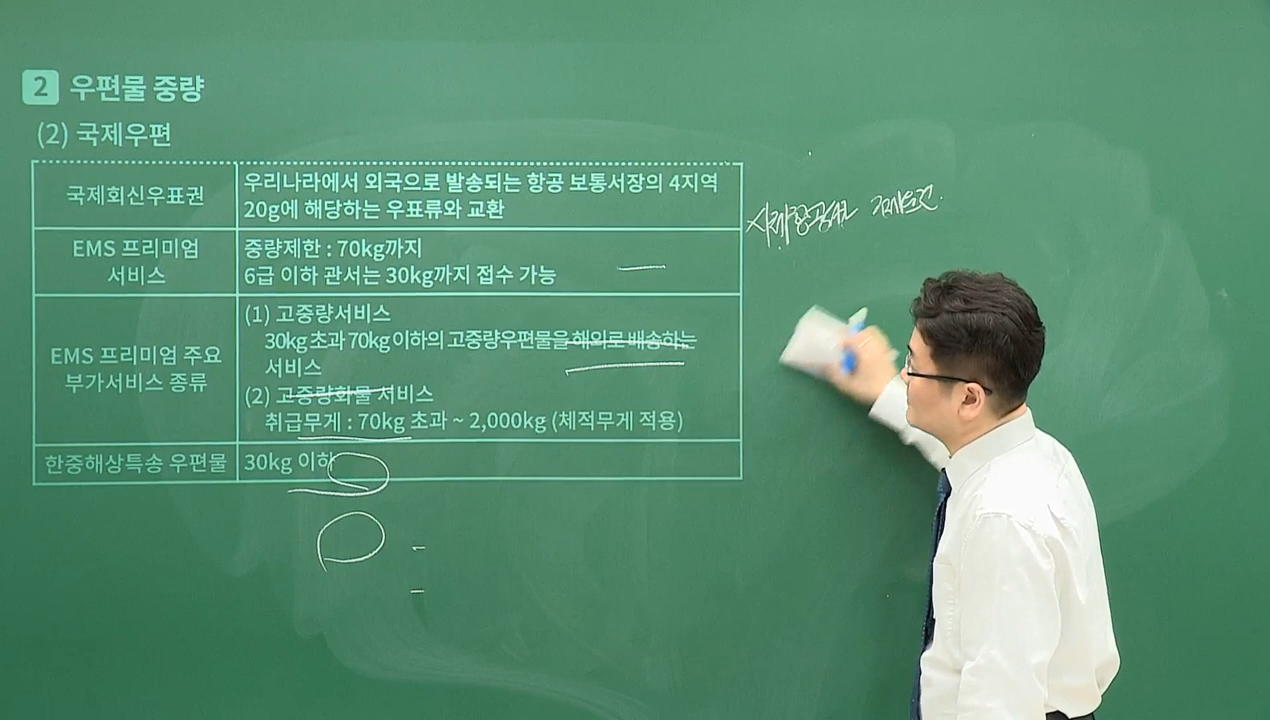 2 우편물 중량
(2) 국제우편
국제회신우표권
우리나라에서 외국으로 발송되는 항공 보통서장의 4지역
20g에 해당하는 우표류와 교환
EMS 프리미엄
서비스
중량제한 : 70kg까지
6급 이하 관서는 30kg까지 접수 가능
EMS 프리미엄 주요
부가서비스 종류
(1) 고중량서비스
30kg 초과 70kg 이하의 고중량우편물을 해외로 배송하는
서비스
(2) 고중량화물 서비스
취급무게 : 70kg 초과 ~ 2,000kg (체적무게 적용)
한중해상특송 우편물
30kg 이하